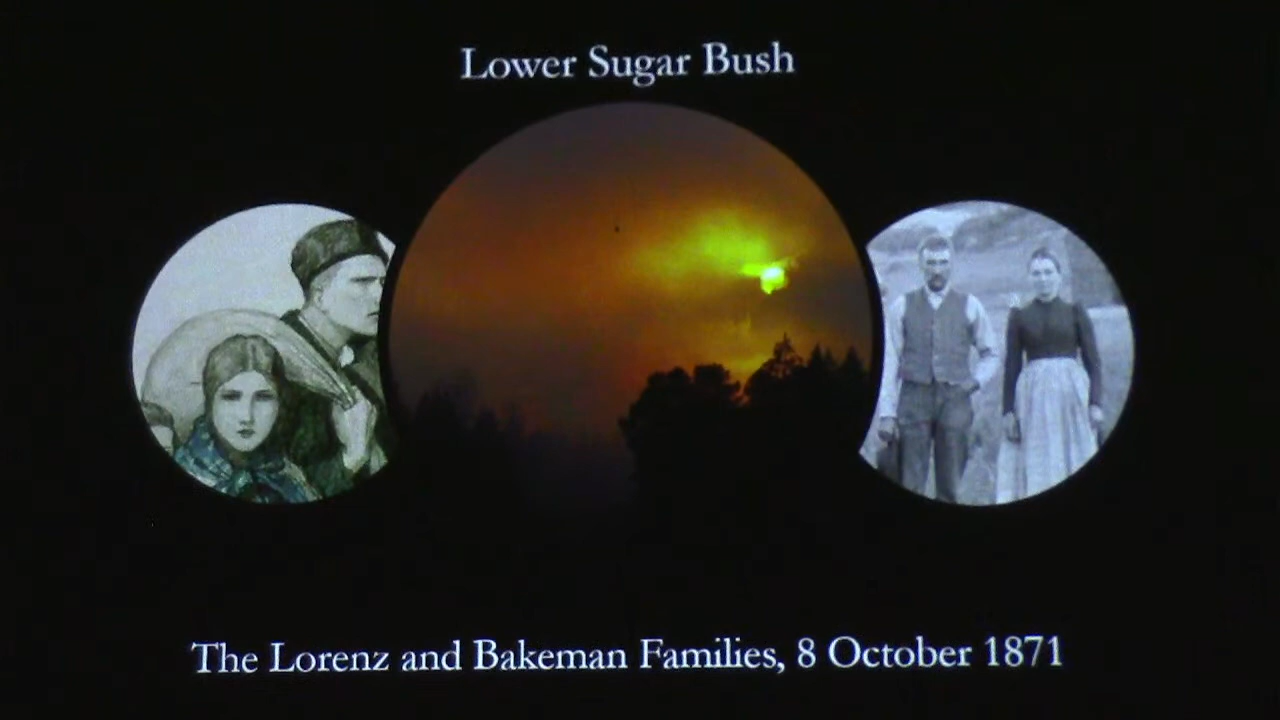 Lower Sugar Bush
The Lorenz and Bakeman Families, 8 October 1871